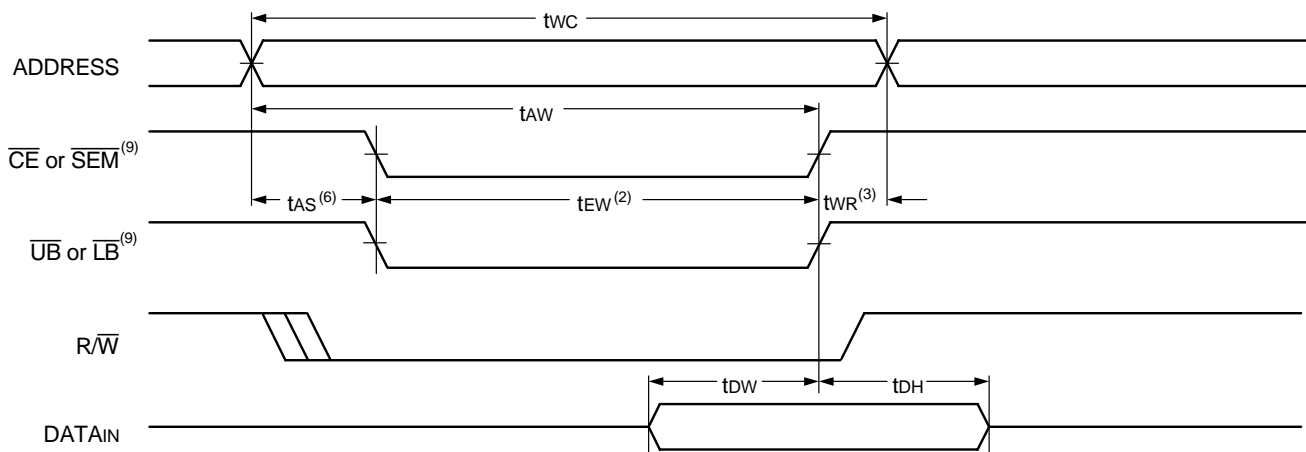 tWC
ADDRESS
tAW
CE or SEM(9)
tAS(6) tEW(2) tWR(3)
UB or LB(9)
R/W
tDW tDH
DATAIN